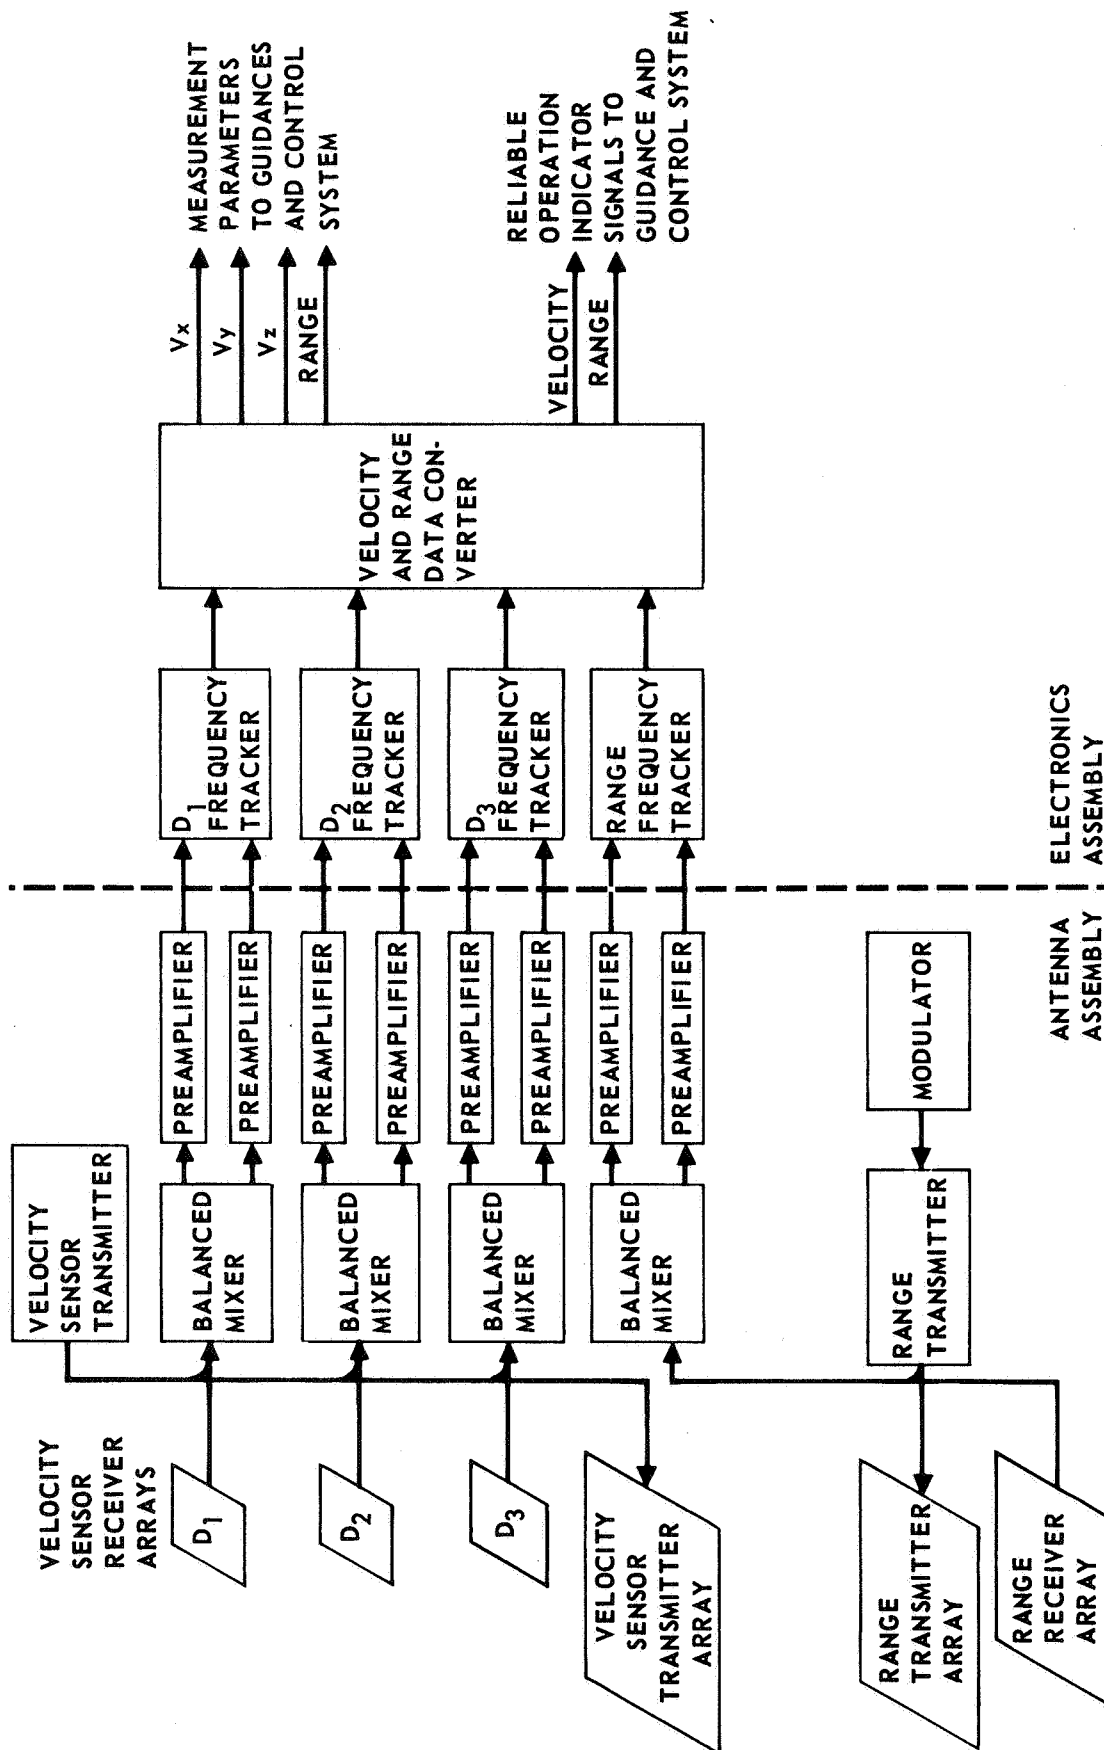 VELOCITY
SENSOR
RECEIVER
ARRAYS
D1
D2
D3
VELOCITY
SENSOR
TRANSMITTER
ARRAY
RANGE
TRANSMITTER
ARRAY
RANGE
RECEIVER
ARRAY
VELOCITY
SENSOR
TRANSMITTER
BALANCED
MIXER
BALANCED
MIXER
BALANCED
MIXER
BALANCED
MIXER
RANGE
TRANSMITTER
PREAMPLIFIER
PREAMPLIFIER
PREAMPLIFIER
PREAMPLIFIER
PREAMPLIFIER
PREAMPLIFIER
PREAMPLIFIER
PREAMPLIFIER
MODULATOR
ANTENNA
ASSEMBLY
D1
FREQUENCY
TRACKER
D2
FREQUENCY
TRACKER
D3
FREQUENCY
TRACKER
RANGE
FREQUENCY
TRACKER
ELECTRONICS
ASSEMBLY
VELOCITY
AND RANGE
DATA CON-
VERTER
Vx
Vy
Vz
RANGE
VELOCITY
RANGE
MEASUREMENT
PARAMETERS
TO GUIDANCES
AND CONTROL
SYSTEM
RELIABLE
OPERATION
INDICATOR
SIGNALS TO
GUIDANCE AND
CONTROL SYSTEM